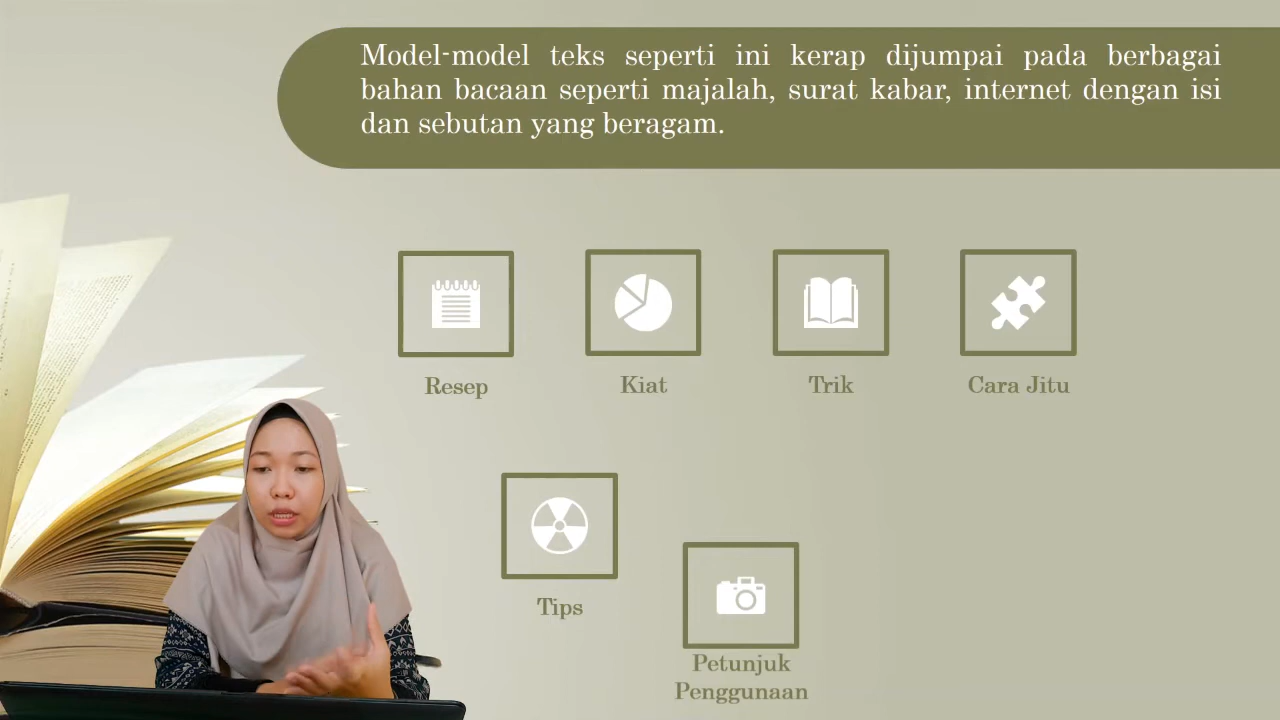 Model-model teks seperti ini kerap dijumpai pada berbagai
bahan bacaan seperti majalah, surat kabar, internet dengan isi
dan sebutan yang beragam.
Resep
Kiat
Trik
Cara Jitu
Tips
Petunjuk
Penggunaan